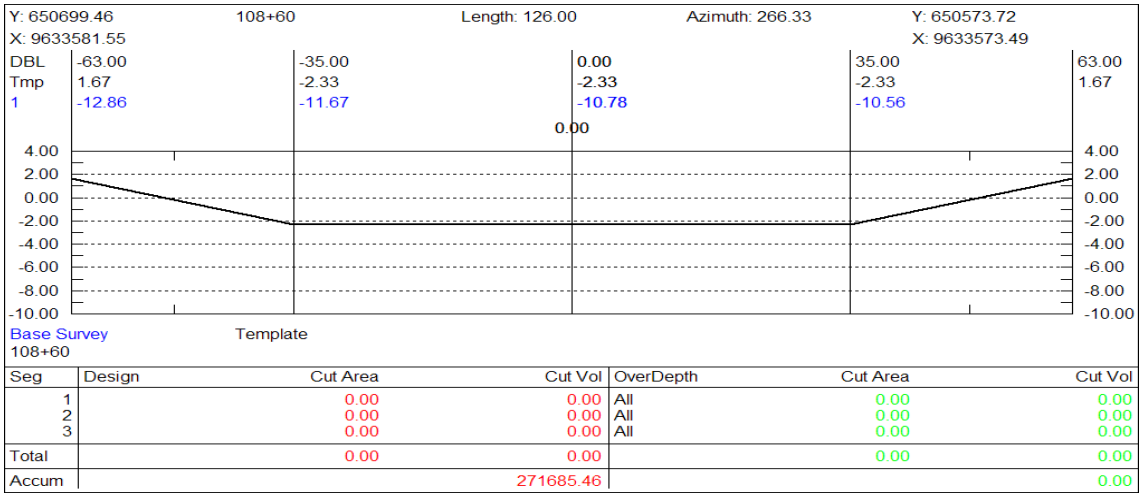 Y: 650699.46 108+60 Length: 126.00 Azimuth: 266.33 Y: 650573.72
X: 9633581.55 X: 9633573.49
DBL -63.00 -35.00 0.00 35.00 63.00
Tmp 1.67 -2.33 -2.33 -2.33 1.67
1 -12.86 -11.67 -10.78 -10.56
0.00
4.00 4.00
2.00 2.00
0.00 0.00
-2.00 -2.00
-4.00 -4.00
-6.00 -6.00
-8.00 -8.00
-10.00 -10.00
Base Survey Template
108+60
Seg Design Cut Area Cut Vol OverDepth Cut Area Cut Vol
1 0.00 0.00 All 0.00 0.00
2 0.00 0.00 All 0.00 0.00
3 0.00 0.00 All 0.00 0.00
Total 0.00 0.00 0.00 0.00
Accum 271685.46 0.00